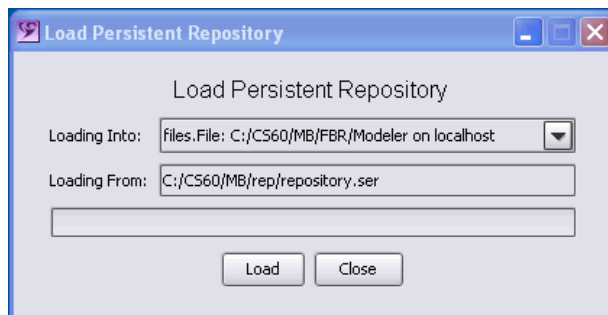 Load Persistent Repository
Load Persistent Repository
Loading Into: files.File: C:/CS60/MB/FBR/Modeler on localhost
Loading From: C:/CS60/MB/rep/repository.ser
Load Close